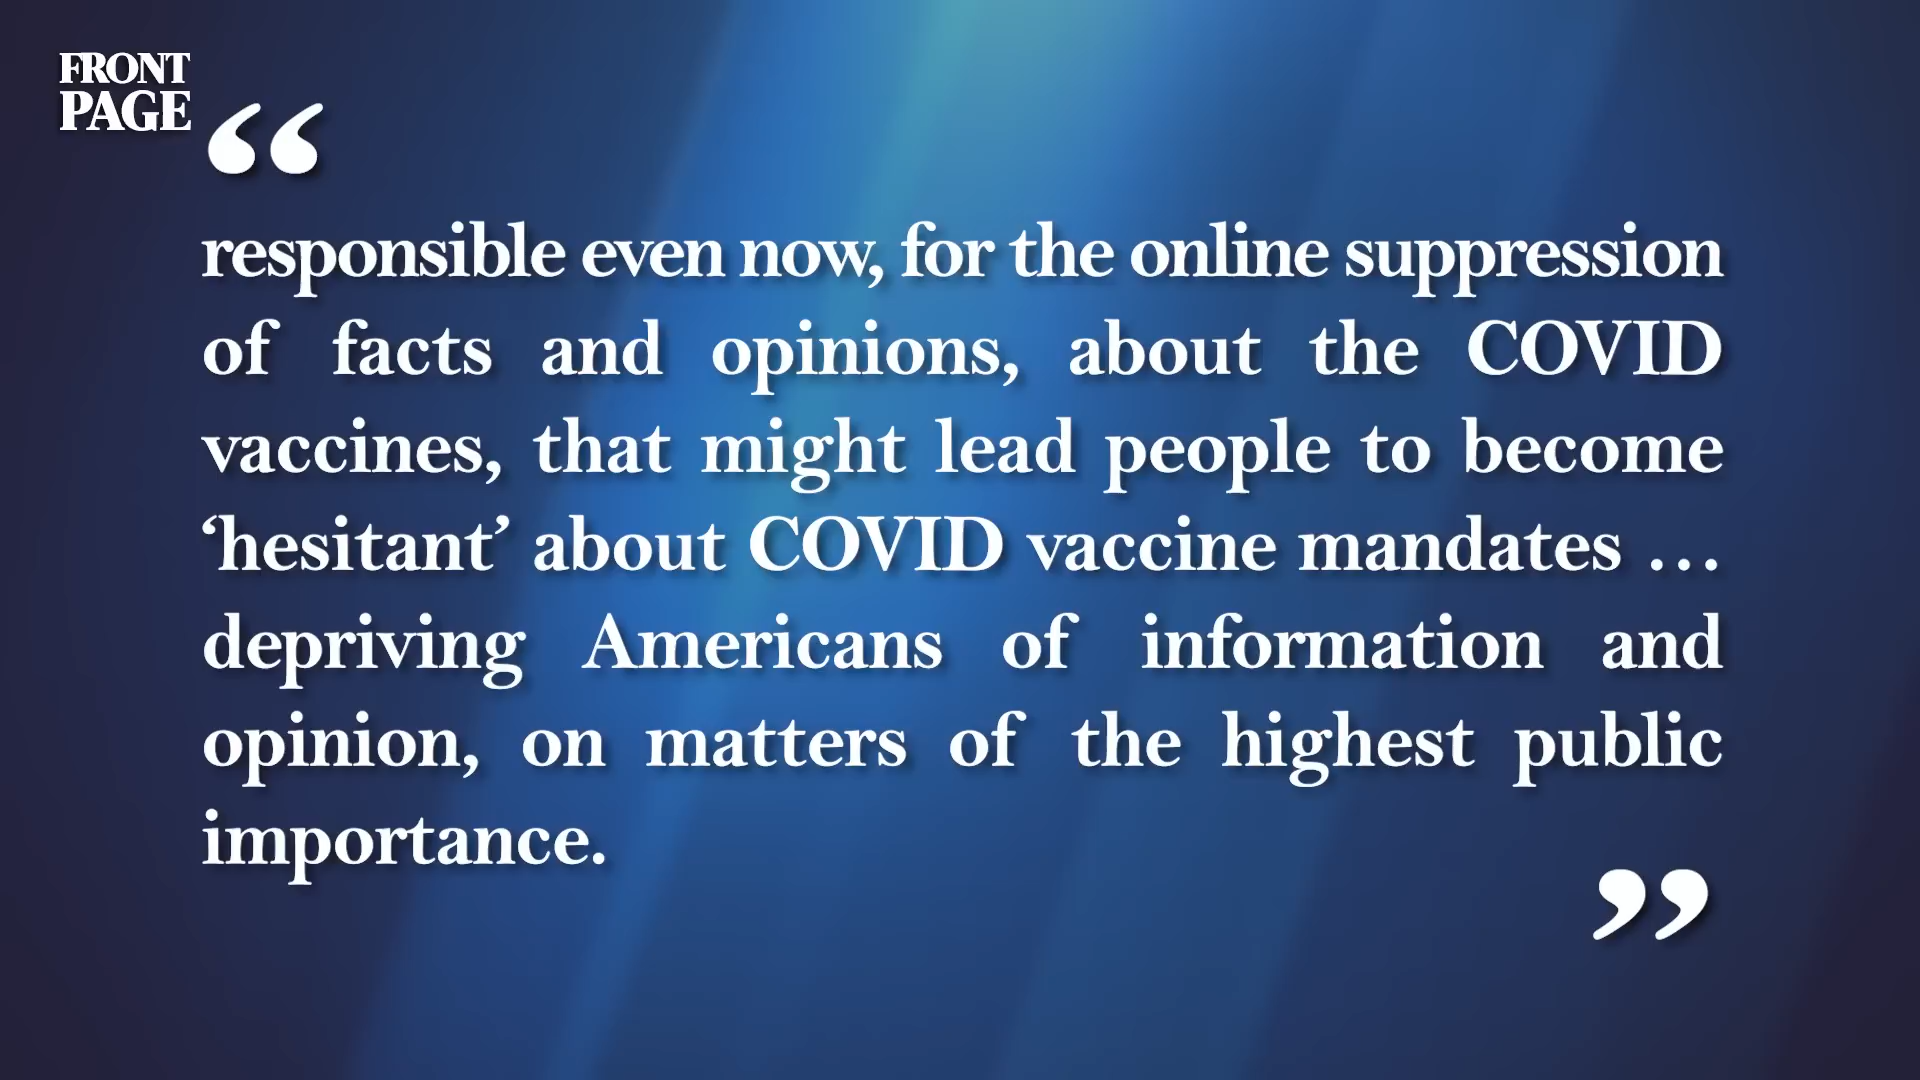 FRONT
PAGE
“
responsible even now, for the online suppression
of facts and opinions, about the COVID
vaccines, that might lead people to become
‘hesitant’ about COVID vaccine mandates …
depriving Americans of information and
opinion, on matters of the highest public
importance.
”